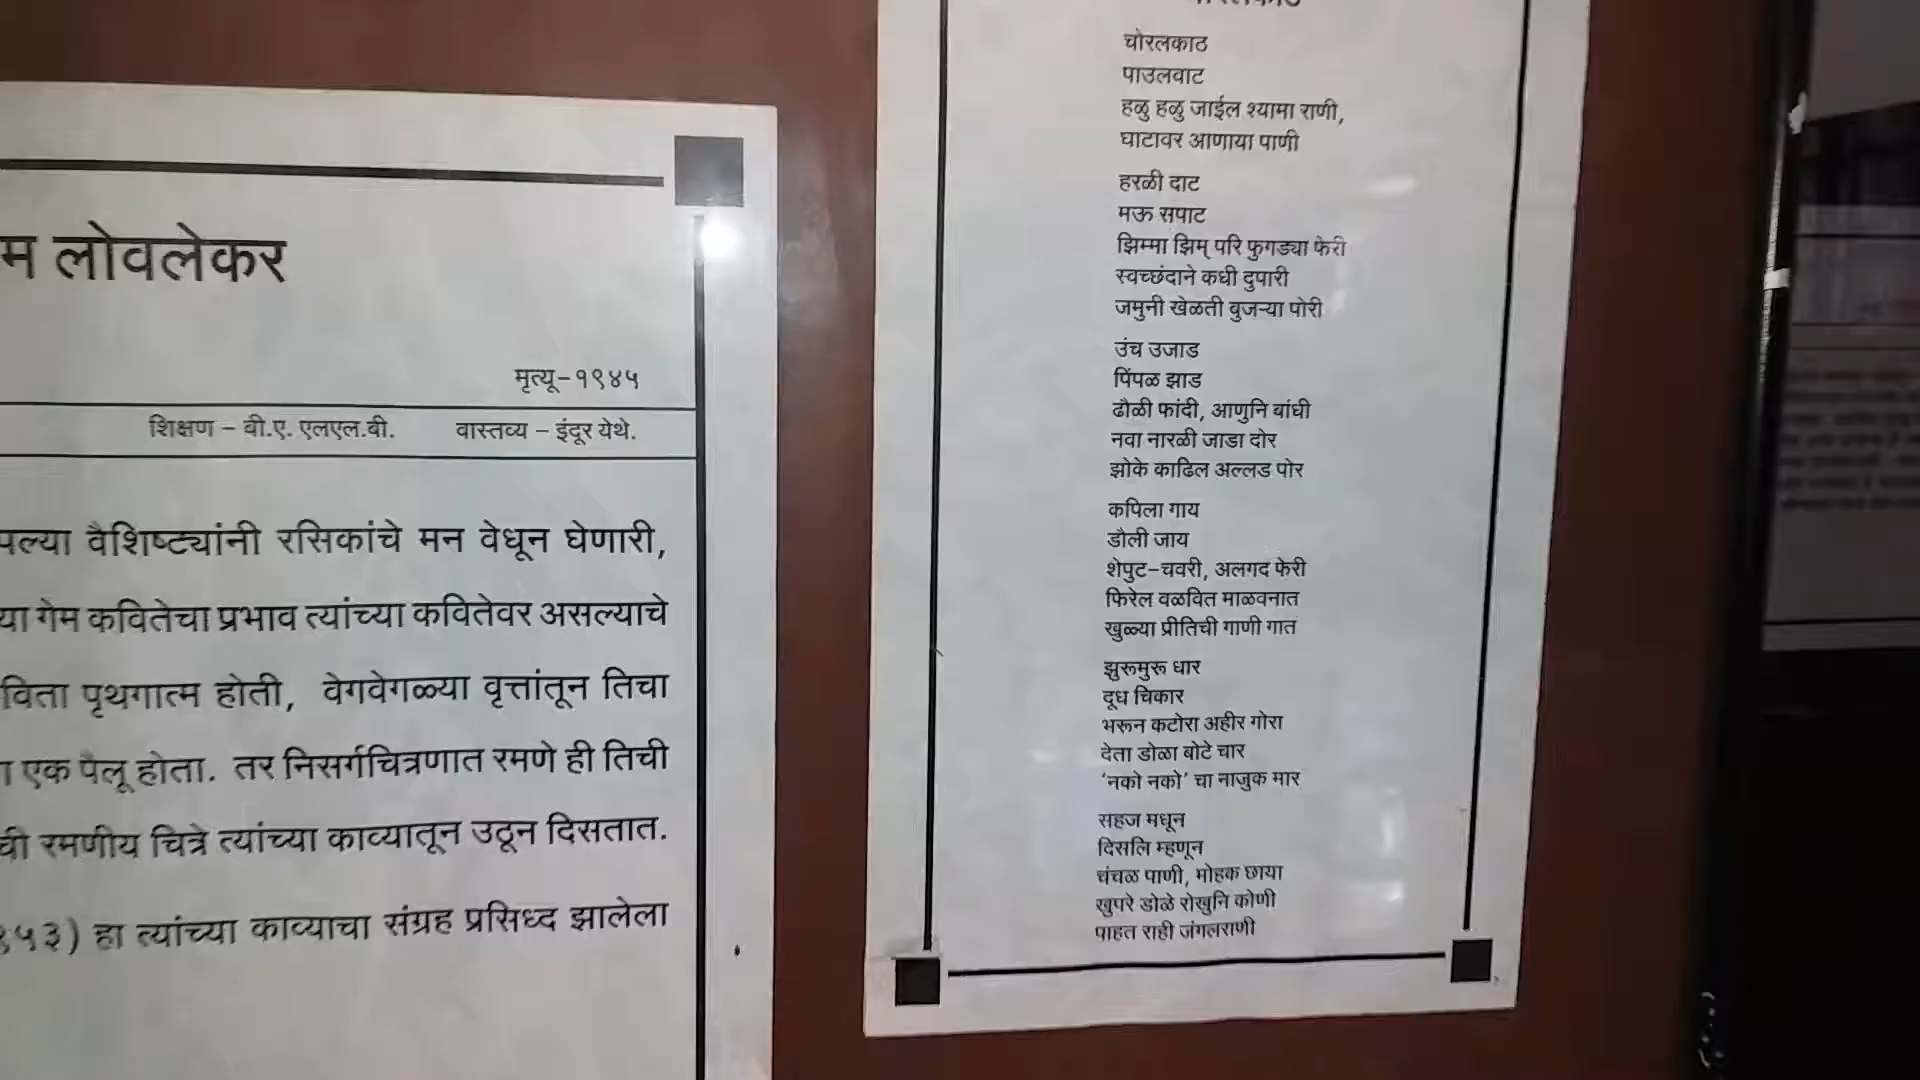 म लोवलेकर
मृत्यू-१९४५
शिक्षण - बी.ए. एलएल.बी. वास्तव्य - इंदूर येथे.
पल्या वैशिष्ट्यांनी रसिकांचे मन वेधून घेणारी,
या गेम कवितेचा प्रभाव त्यांच्या कवितेवर असल्याचे
विता पृथगात्म होती, वेगवेगळ्या वृत्तांतून तिचा
एक पैलू होता. तर निसर्गचित्रणात रमणे ही तिची
ची रमणीय चित्रे त्यांच्या काव्यातून उठून दिसतात.
५३) हा त्यांच्या काव्याचा संग्रह प्रसिध्द झालेला
चोरलकाठ
पाउलवाट
हळु हळु जाईल श्यामा राणी,
घाटावर आणाया पाणी
हरळी दाट
मऊ सपाट
झिम्मा झिम् परि फुगड्या फेरी
स्वच्छंदाने कधी दुपारी
जमुनी खेळती बुजऱ्या पोरी
उंच उजाड
पिंपळ झाड
ढौळी फांदी, आणुनि बांधी
नवा नारळी जाडा दोर
झोके काढिल अल्लड पोर
कपिला गाय
डौली जाय
शेपुट-चवरी, अलगद फेरी
फिरेल वळवित माळवनात
खुळ्या प्रीतिची गाणी गात
झुरूमुरू धार
दूध चिकार
भरून कटोरा अहीर गोरा
देता डोळा बोटे चार
'नको नको' चा नाजुक मार
सहज मधून
दिसलि म्हणून
चंचळ पाणी, मोहक छाया
खुपरे डोळे रोखुनि कोणी
पाहत राही जंगलराणी